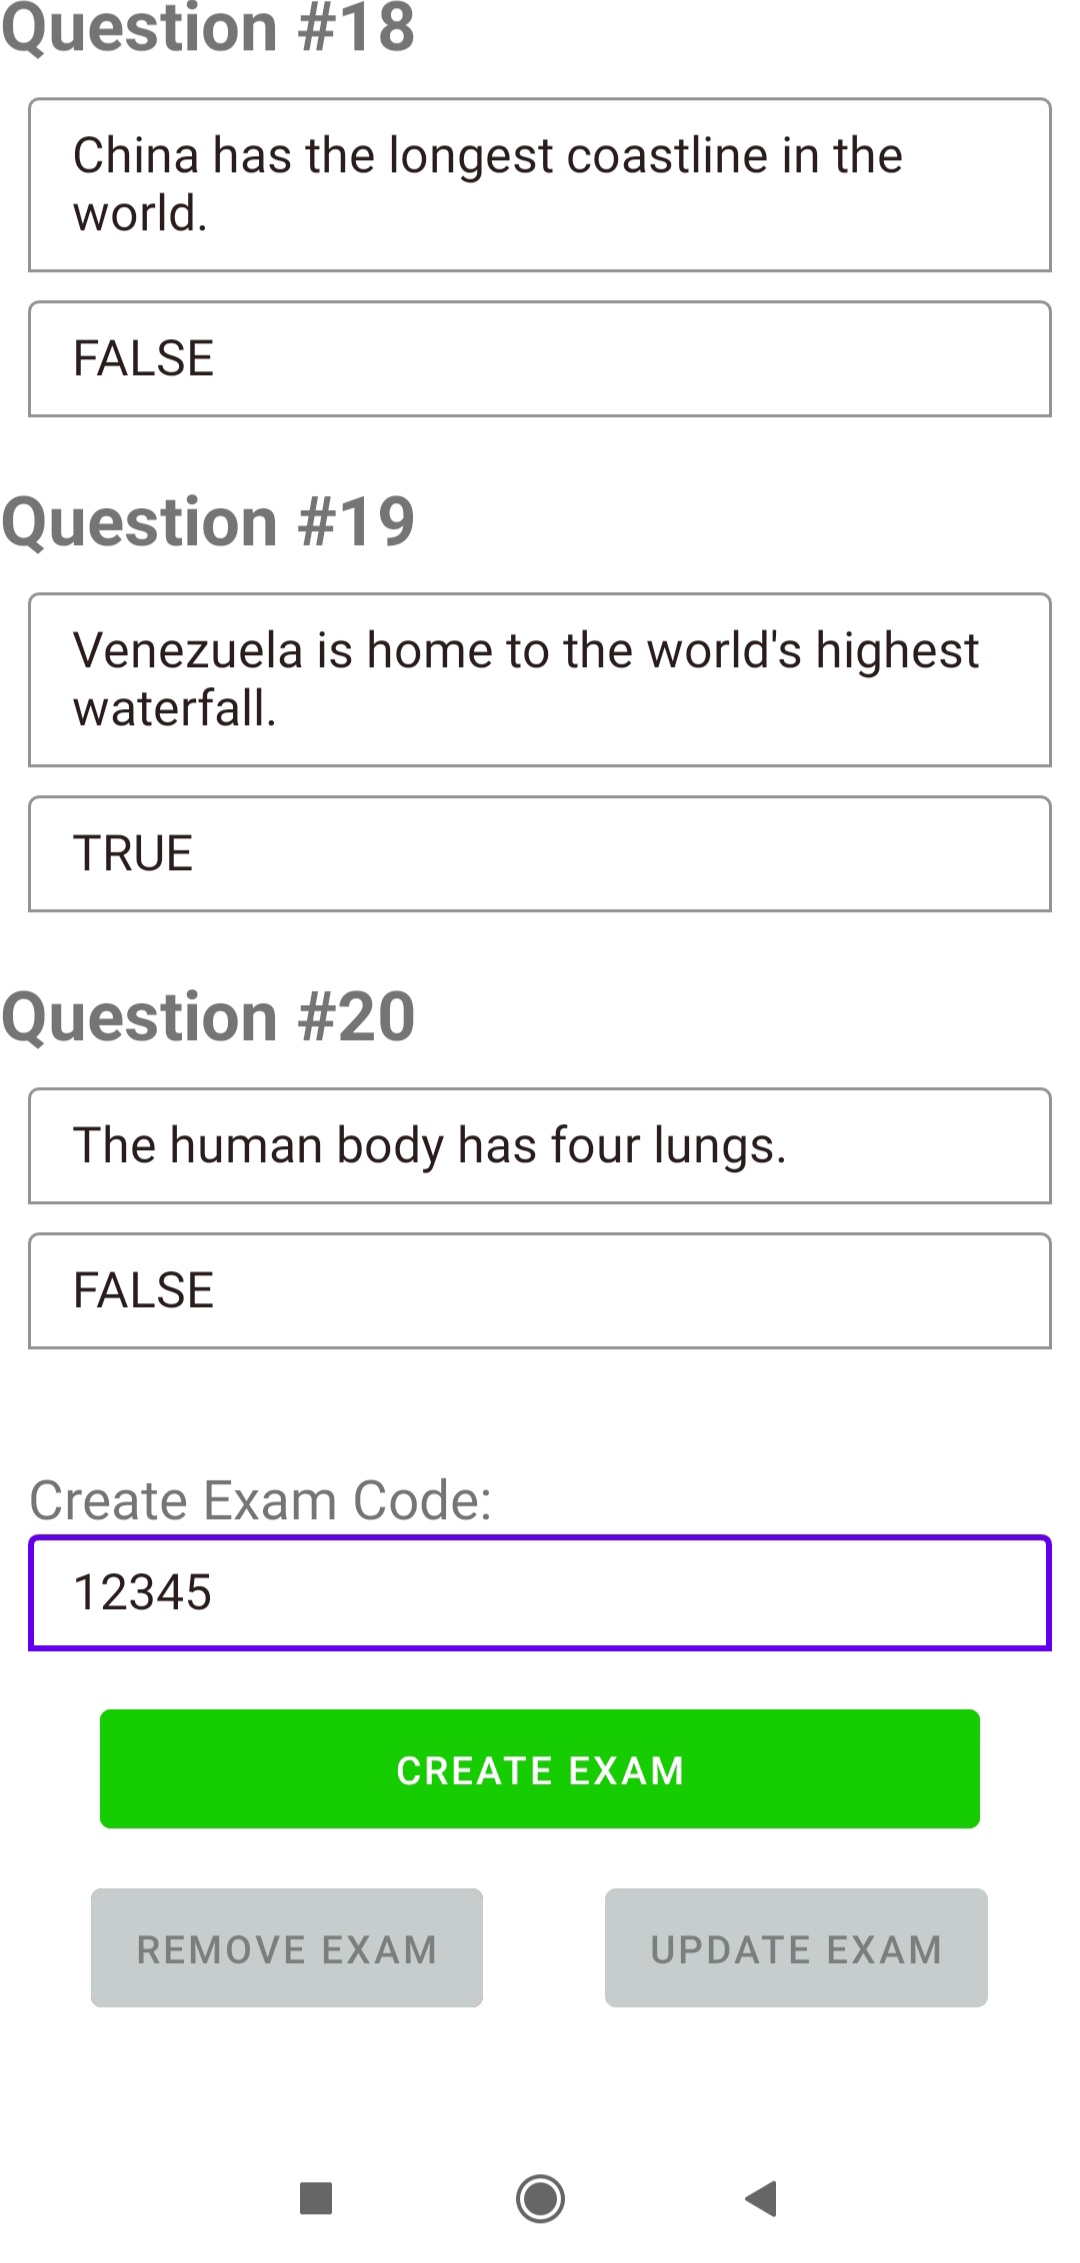 Question #18
China has the longest coastline in the
world.
FALSE
Question #19
Venezuela is home to the world's highest
waterfall.
TRUE
Question #20
The human body has four lungs.
FALSE
Create Exam Code:
12345
CREATE EXAM
REMOVE EXAM
UPDATE EXAM